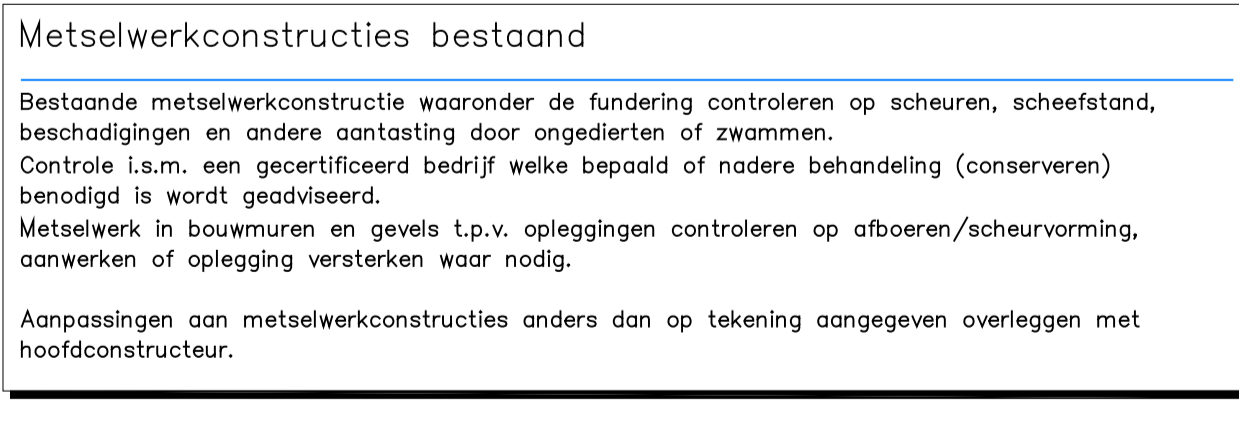 Metselwerkconstructies bestaand
Bestaande metselwerkconstructie waaronder de fundering controleren op scheuren, scheefstand,
beschadigingen en andere aantasting door ongedierten of zwammen.
Controle i.s.m. een gecertificeerd bedrijf welke bepaald of nadere behandeling (conserveren)
benodigd is wordt geadviseerd.
Metselwerk in bouwmuren en gevels t.p.v. opleggingen controleren op afboeren/scheurvorming,
aanwerken of oplegging versterken waar nodig.
Aanpassingen aan metselwerkconstructies anders dan op tekening aangegeven overleggen met
hoofdconstructeur.